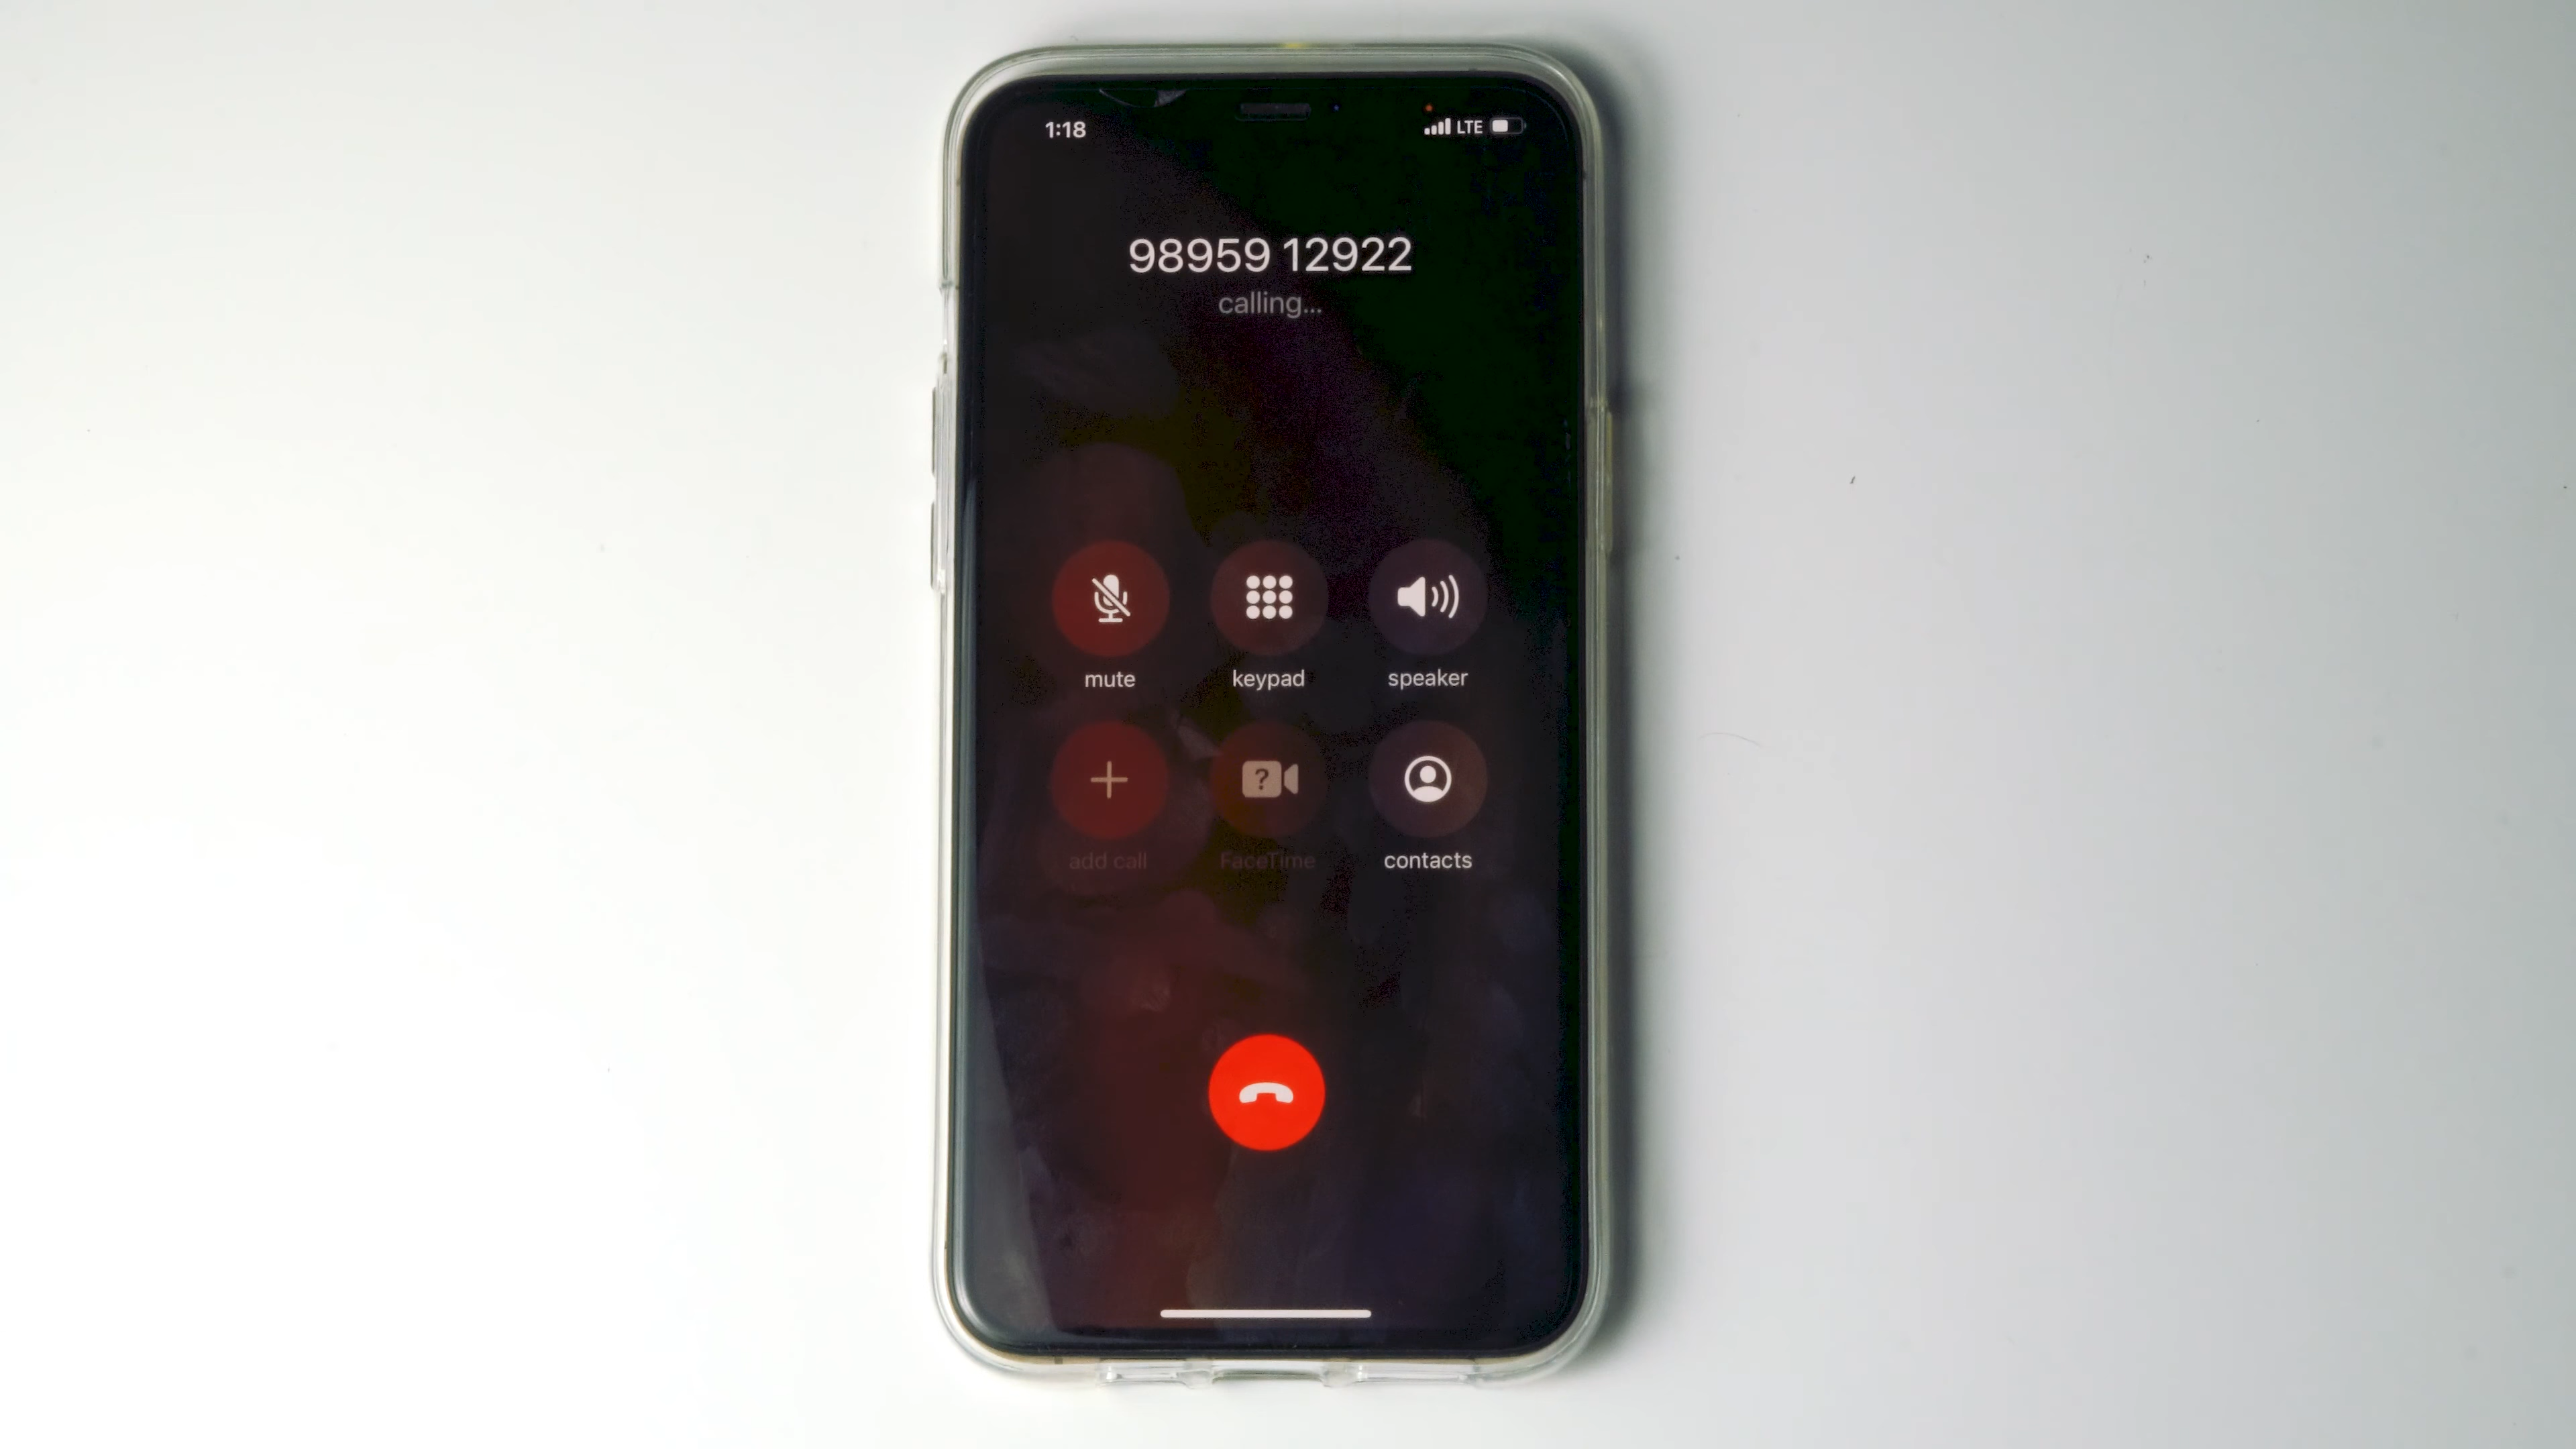 1:18 LTE
98959 12922
calling...
mute keypad speaker
add call FaceTime contacts